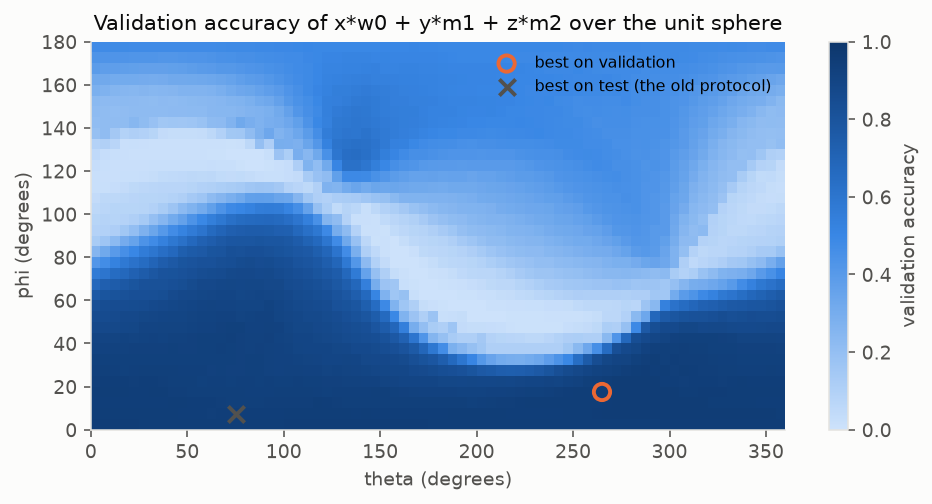 Validation accuracy of x*w0 + y*m1 + z*m2 over the unit sphere
best on validation
best on test (the old protocol)
180
160
140
120
100
80
60
40
20
0
phi (degrees)
0 50 100 150 200 250 300 350
theta (degrees)
1.0
0.8
0.6
0.4
0.2
0.0
validation accuracy